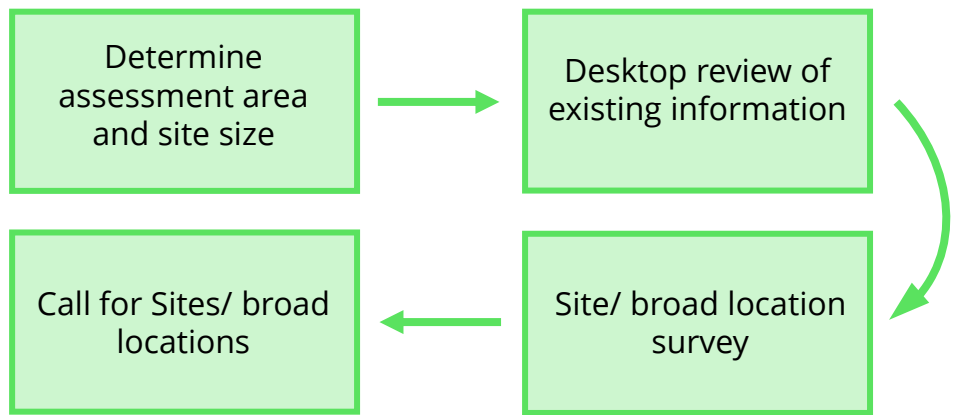 Determine
assessment area
and site size
Desktop review of
existing information
Site/ broad location
survey
Call for Sites/ broad
locations